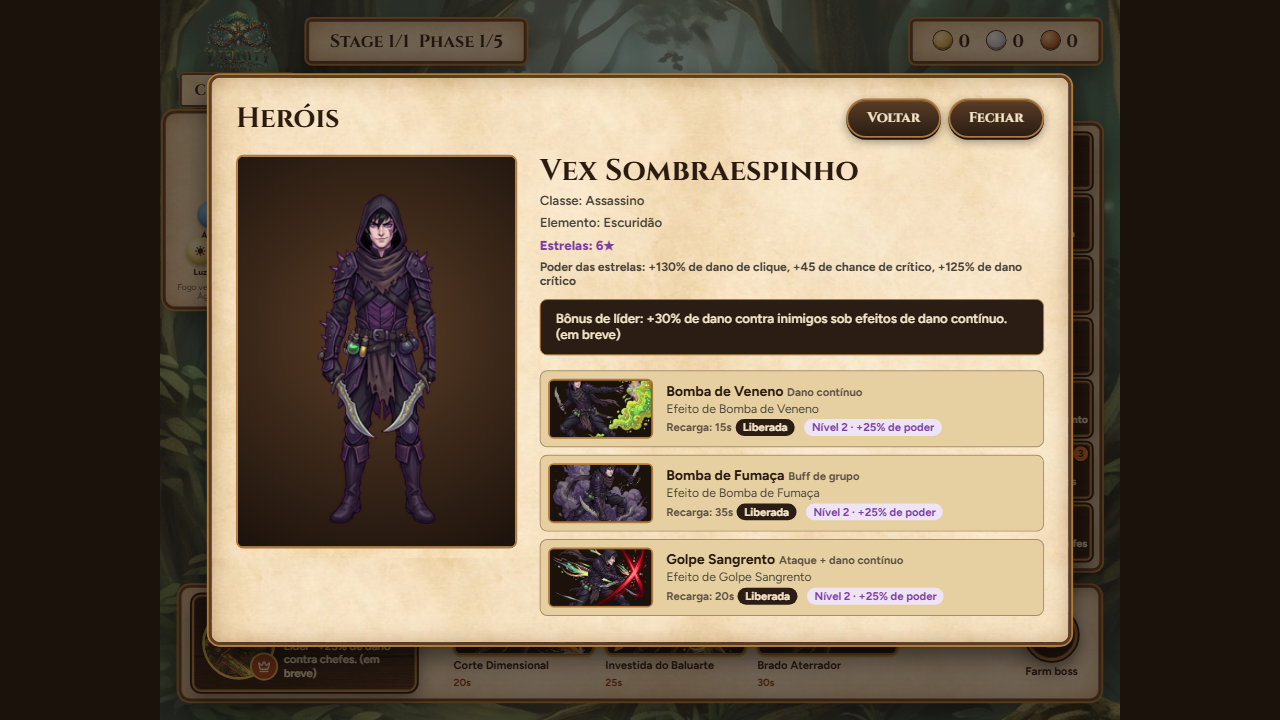 Stage 1/1 Phase 1/5
0 0 0
Heróis
Voltar
Fechar
Vex Sombraespinho
Classe: Assassino
Elemento: Escuridão
Estrelas: 6★
Poder das estrelas: +130% de dano de clique, +45 de chance de crítico, +125% de dano
crítico
Bônus de líder: +30% de dano contra inimigos sob efeitos de dano contínuo.
(em breve)
Bomba de Veneno Dano contínuo
Efeito de Bomba de Veneno
Recarga: 15s Liberada Nível 2 · +25% de poder
Bomba de Fumaça Buff de grupo
Efeito de Bomba de Fumaça
Recarga: 35s Liberada Nível 2 · +25% de poder
Golpe Sangrento Ataque + dano contínuo
Efeito de Golpe Sangrento
Recarga: 20s Liberada Nível 2 · +25% de poder
3
contra chefes. (em
breve)
Corte Dimensional
20s
Investida do Baluarte
25s
Brado Aterrador
30s
Farm boss